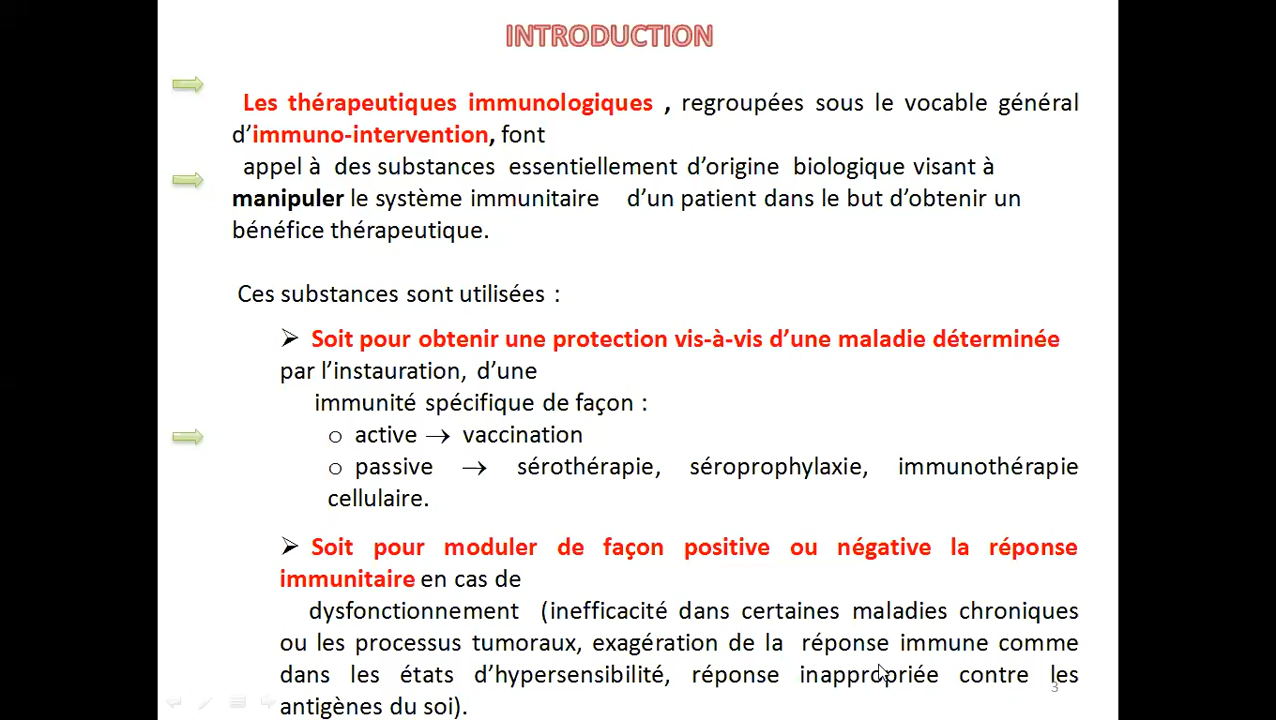 INTRODUCTION
Les thérapeutiques immunologiques , regroupées sous le vocable général
d’immuno-intervention, font
appel à des substances essentiellement d’origine biologique visant à
manipuler le système immunitaire d’un patient dans le but d’obtenir un
bénéfice thérapeutique.
Ces substances sont utilisées :
➢ Soit pour obtenir une protection vis-à-vis d’une maladie déterminée
par l’instauration, d’une
immunité spécifique de façon :
o active → vaccination
o passive → sérothérapie, séroprophylaxie, immunothérapie
cellulaire.
➢ Soit pour moduler de façon positive ou négative la réponse
immunitaire en cas de
dysfonctionnement (inefficacité dans certaines maladies chroniques
ou les processus tumoraux, exagération de la réponse immune comme
dans les états d’hypersensibilité, réponse inappropriée contre les
antigènes du soi).
3